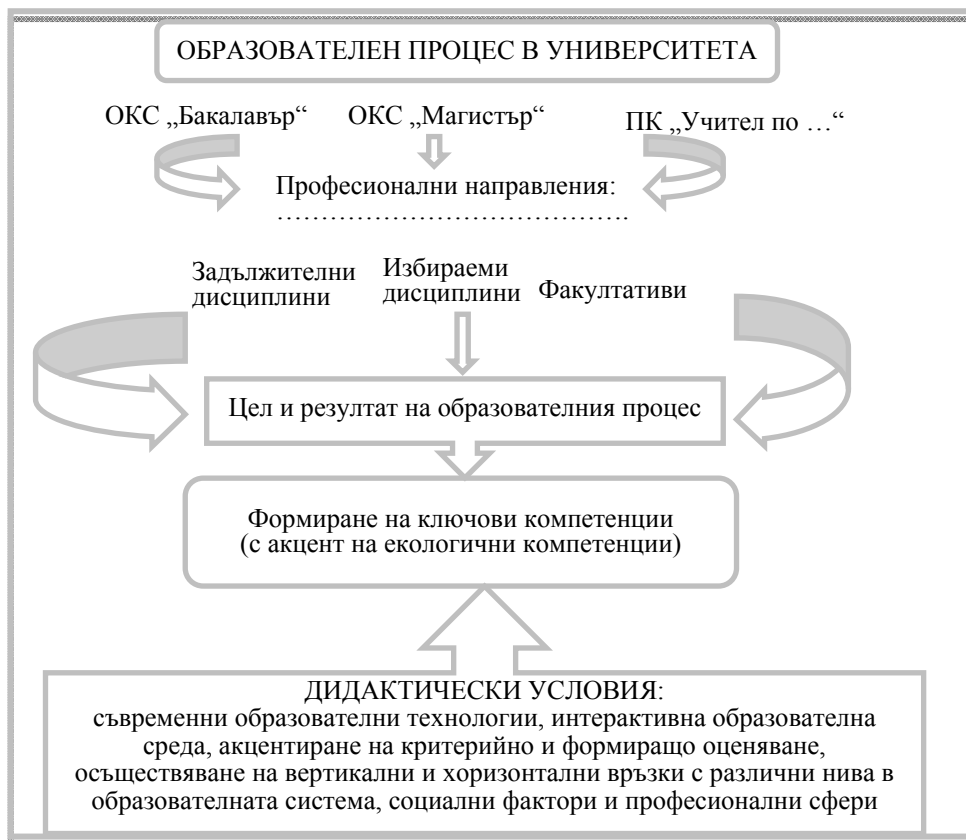 ОБРАЗОВАТЕЛЕН ПРОЦЕС В УНИВЕРСИТЕТА
ОКС „Бакалавър“ ОКС „Магистър“ ПК „Учител по …“
Професионални направления:
………………………………….
Задължителни дисциплини
Избираеми дисциплини
Факултативи
Цел и резултат на образователния процес
Формиране на ключови компетенции
(с акцент на екологични компетенции)
ДИДАКТИЧЕСКИ УСЛОВИЯ:
съвременни образователни технологии, интерактивна образователна
среда, акцентиране на критерийно и формиращо оценяване,
осъществяване на вертикални и хоризонтални връзки с различни нива в
образователната система, социални фактори и професионални сфери